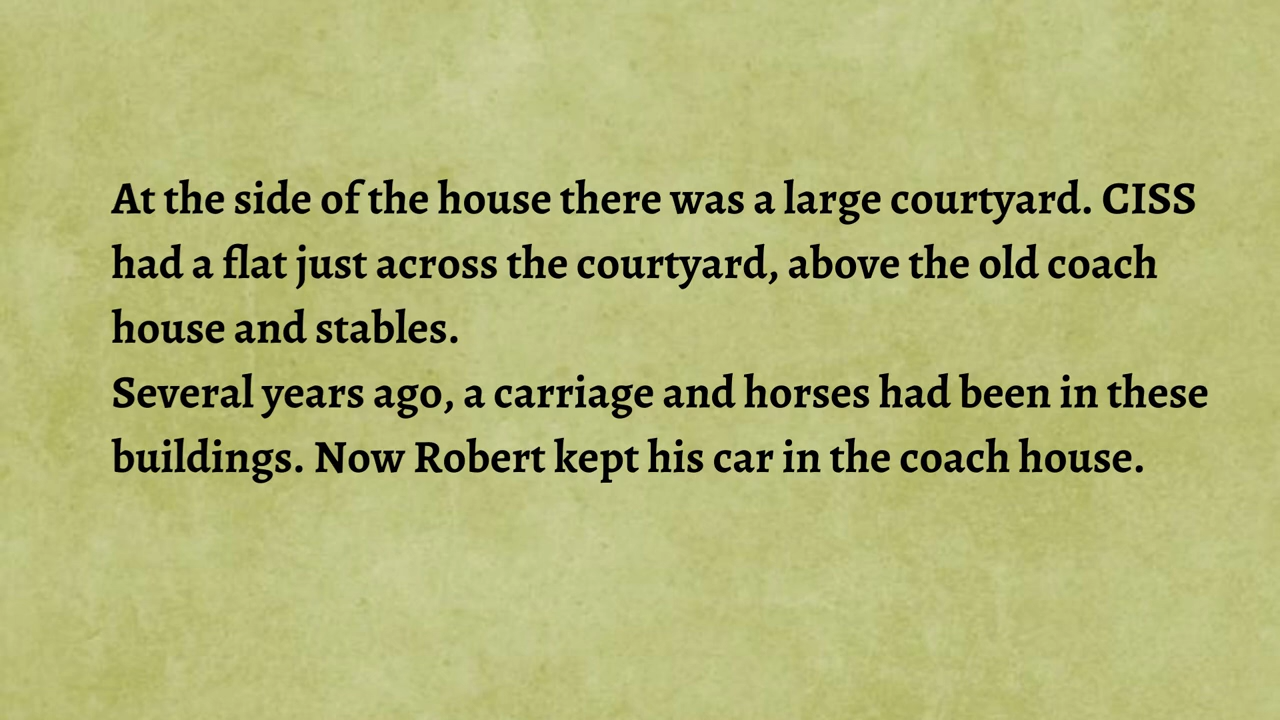 At the side of the house there was a large courtyard. CISS
had a flat just across the courtyard, above the old coach
house and stables.
Several years ago, a carriage and horses had been in these
buildings. Now Robert kept his car in the coach house.